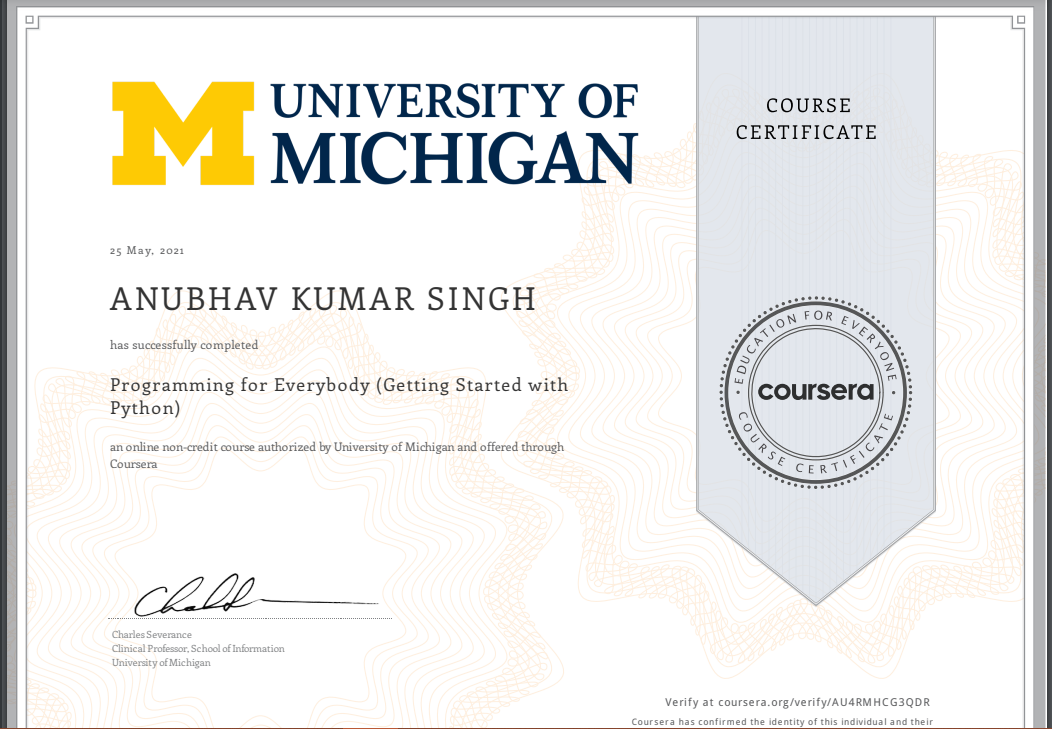 UNIVERSITY OF
MICHIGAN
COURSE
CERTIFICATE
25 May, 2021
ANUBHAV KUMAR SINGH
has successfully completed
Programming for Everybody (Getting Started with
Python)
an online non-credit course authorized by University of Michigan and offered through
Coursera
EDUCATION FOR EVERYONE
coursera
COURSE CERTIFICATE
Charles Severance
Clinical Professor, School of Information
University of Michigan
Verify at coursera.org/verify/AU4RMHCG3QDR
Coursera has confirmed the identity of this individual and their